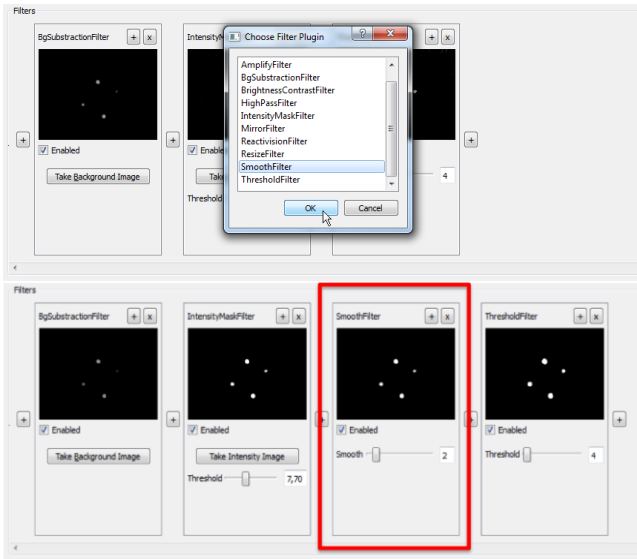 Filters
BgSubstractionFilter + x
IntensityM
Choose Filter Plugin
? X
+ x
AmplifyFilter
BgSubstractionFilter
BrightnessContrastFilter
HighPassFilter
IntensityMaskFilter
MirrorFilter
ReactivisionFilter
ResizeFilter
SmoothFilter
ThresholdFilter
+ + +
Enabled
Enable
Take Background Image
Take
4
Threshold
OK Cancel
Filters
BgSubstractionFilter + x
IntensityMaskFilter + x
SmoothFilter + x
ThresholdFilter + x
+ + + + +
Enabled
Enabled
Enabled
Enabled
Take Background Image
Take Intensity Image
Smooth 2
Threshold 4
Threshold 7,70